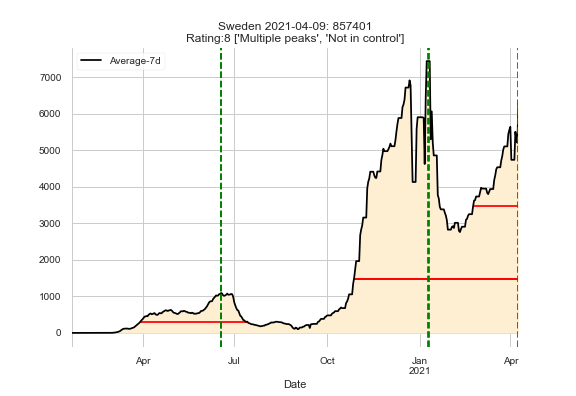 Sweden 2021-04-09: 857401
Rating:8 ['Multiple peaks', 'Not in control']
Average-7d
7000
6000
5000
4000
3000
2000
1000
0
Apr
Jul
Oct
Jan
2021
Apr
Date